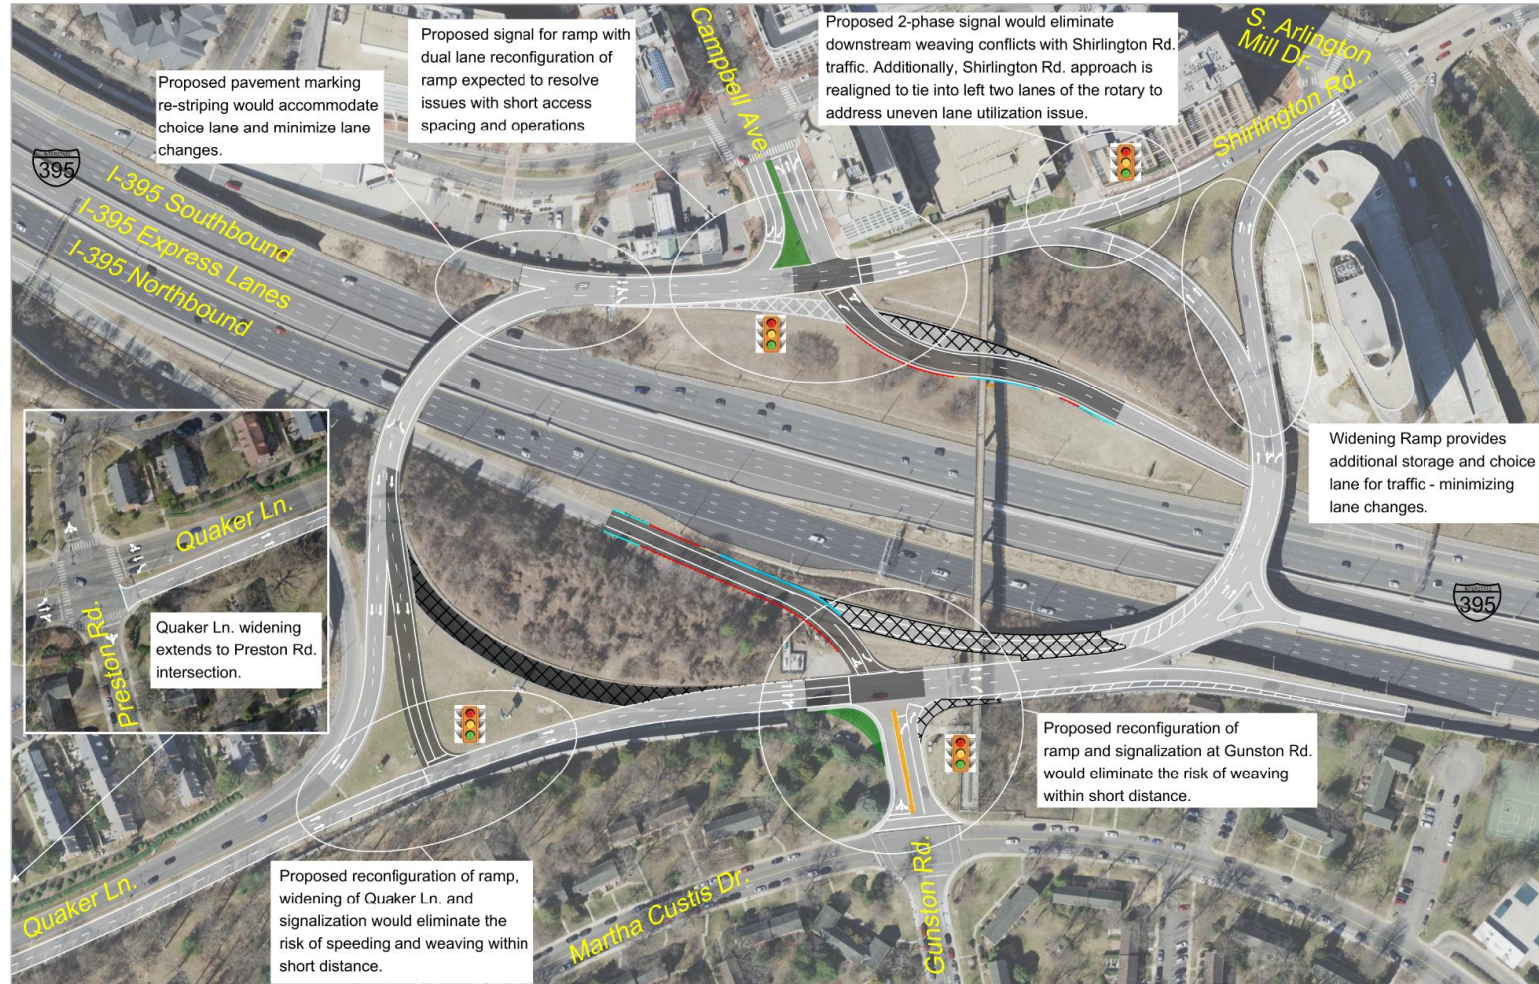 Proposed pavement marking
re-striping would accommodate
choice lane and minimize lane
changes.
Proposed signal for ramp with
dual lane reconfiguration of
ramp expected to resolve
issues with short access
spacing and operations
Campbell Ave.
Proposed 2-phase signal would eliminate
downstream weaving conflicts with Shirlington Rd.
traffic. Additionally, Shirlington Rd. approach is
realigned to tie into left two lanes of the rotary to
address uneven lane utilization issue.
S. Arlington
Mill Dr.
Shirlington Rd.
395
I-395 Southbound
I-395 Express Lanes
I-395 Northbound
Widening Ramp provides
additional storage and choice
lane for traffic - minimizing
lane changes.
Quaker Ln.
Preston Rd.
Quaker Ln. widening
extends to Preston Rd.
intersection.
395
Proposed reconfiguration of
ramp and signalization at Gunston Rd.
would eliminate the risk of weaving
within short distance.
Quaker Ln.
Proposed reconfiguration of ramp,
widening of Quaker Ln. and
signalization would eliminate the
risk of speeding and weaving within
short distance.
Martha Custis Dr.
Gunston Rd.